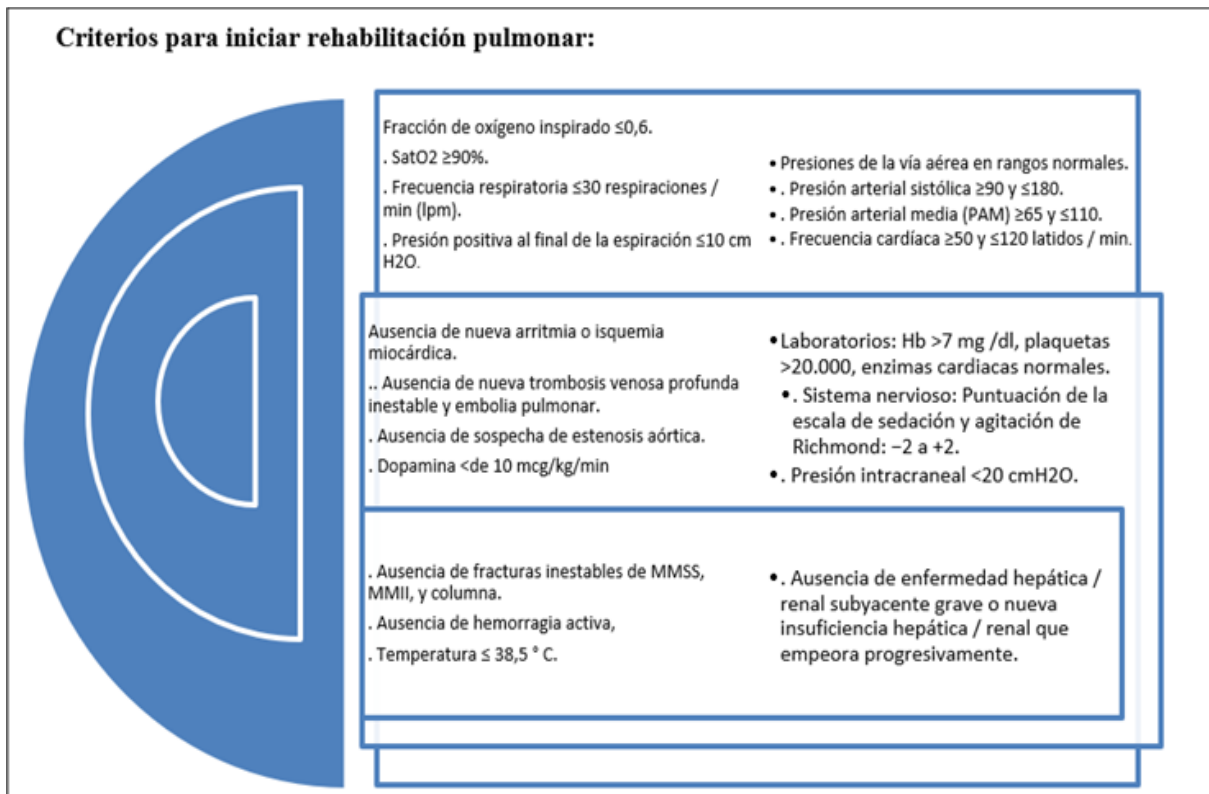 Criterios para iniciar rehabilitación pulmonar:
Fracción de oxígeno inspirado ≤0,6.
. SatO2 ≥90%.
. Frecuencia respiratoria ≤30 respiraciones /
min (lpm).
. Presión positiva al final de la espiración ≤10 cm
H2O.
• Presiones de la vía aérea en rangos normales.
• . Presión arterial sistólica ≥90 y ≤180.
• . Presión arterial media (PAM) ≥65 y ≤110.
• . Frecuencia cardíaca ≥50 y ≤120 latidos / min.
Ausencia de nueva arritmia o isquemia
miocárdica.
.. Ausencia de nueva trombosis venosa profunda
inestable y embolia pulmonar.
. Ausencia de sospecha de estenosis aórtica.
. Dopamina <de 10 mcg/kg/min
•Laboratorios: Hb >7 mg /dl, plaquetas
>20.000, enzimas cardiacas normales.
•. Sistema nervioso: Puntuación de la
escala de sedación y agitación de
Richmond: −2 a +2.
•. Presión intracraneal <20 cmH2O.
. Ausencia de fracturas inestables de MMSS,
MMII, y columna.
. Ausencia de hemorragia activa,
. Temperatura ≤ 38,5 ° C.
•. Ausencia de enfermedad hepática /
renal subyacente grave o nueva
insuficiencia hepática / renal que
empeora progresivamente.